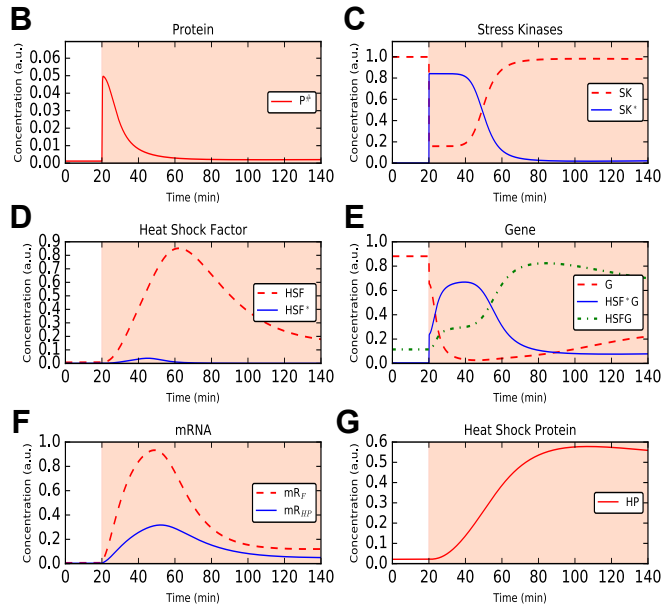 B
Protein
Concentration (a.u.)
0.06
0.05
0.04
0.03
0.02
0.01
0.00
P#
0 20 40 60 80 100 120 140
Time (min)
C
Stress Kinases
Concentration (a.u.)
1.0
0.8
0.6
0.4
0.2
0.0
SK
SK*
0 20 40 60 80 100 120 140
Time (min)
D
Heat Shock Factor
Concentration (a.u.)
0.9
0.8
0.7
0.6
0.5
0.4
0.3
0.2
0.1
0.0
HSF
HSF*
0 20 40 60 80 100 120 140
Time (min)
E
Gene
Concentration (a.u.)
1.0
0.8
0.6
0.4
0.2
0.0
G
HSF*G
HSFG
0 20 40 60 80 100 120 140
Time (min)
F
mRNA
Concentration (a.u.)
1.0
0.8
0.6
0.4
0.2
0.0
mR_F
mR_HP
0 20 40 60 80 100 120 140
Time (min)
G
Heat Shock Protein
Concentration (a.u.)
0.6
0.5
0.4
0.3
0.2
0.1
0.0
HP
0 20 40 60 80 100 120 140
Time (min)